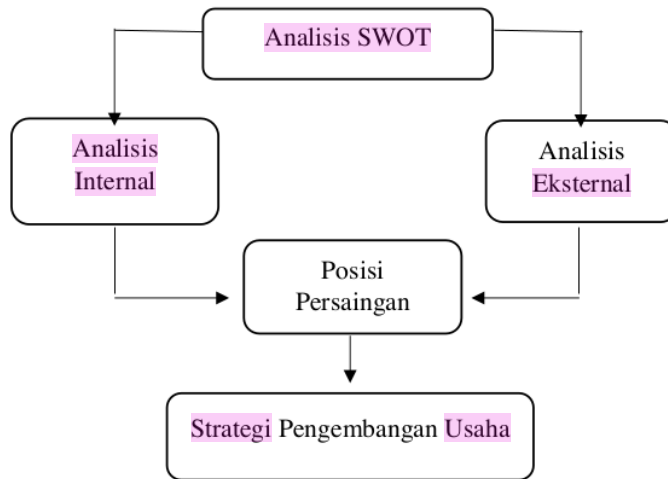 Analisis SWOT
Analisis
Internal
Analisis
Eksternal
Posisi
Persaingan
Strategi Pengembangan Usaha